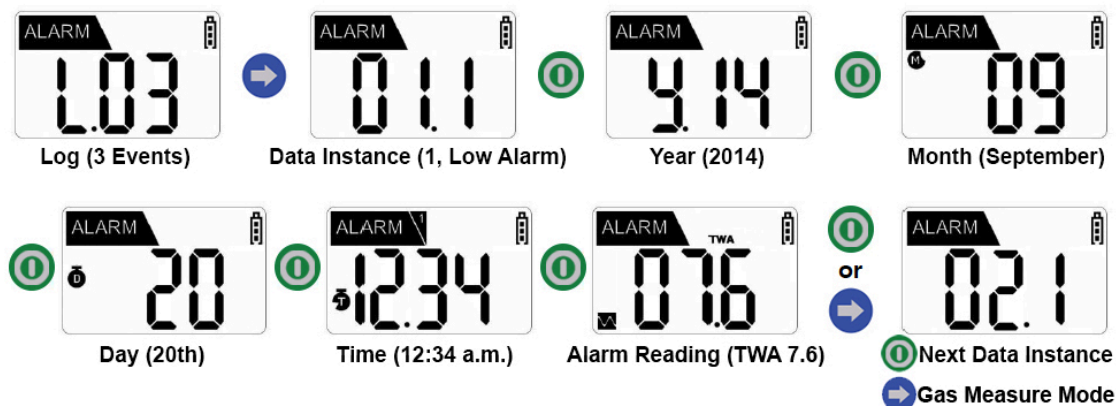 ALARM
L.03
Log (3 Events)
ALARM
01.1
Data Instance (1, Low Alarm)
ALARM
y.14
Year (2014)
ALARM
M
09
Month (September)
ALARM
D
20
Day (20th)
ALARM 1
T
12.34
Time (12:34 a.m.)
ALARM
TWA
07.6
Alarm Reading (TWA 7.6)
or
ALARM
02.1
Next Data Instance
Gas Measure Mode